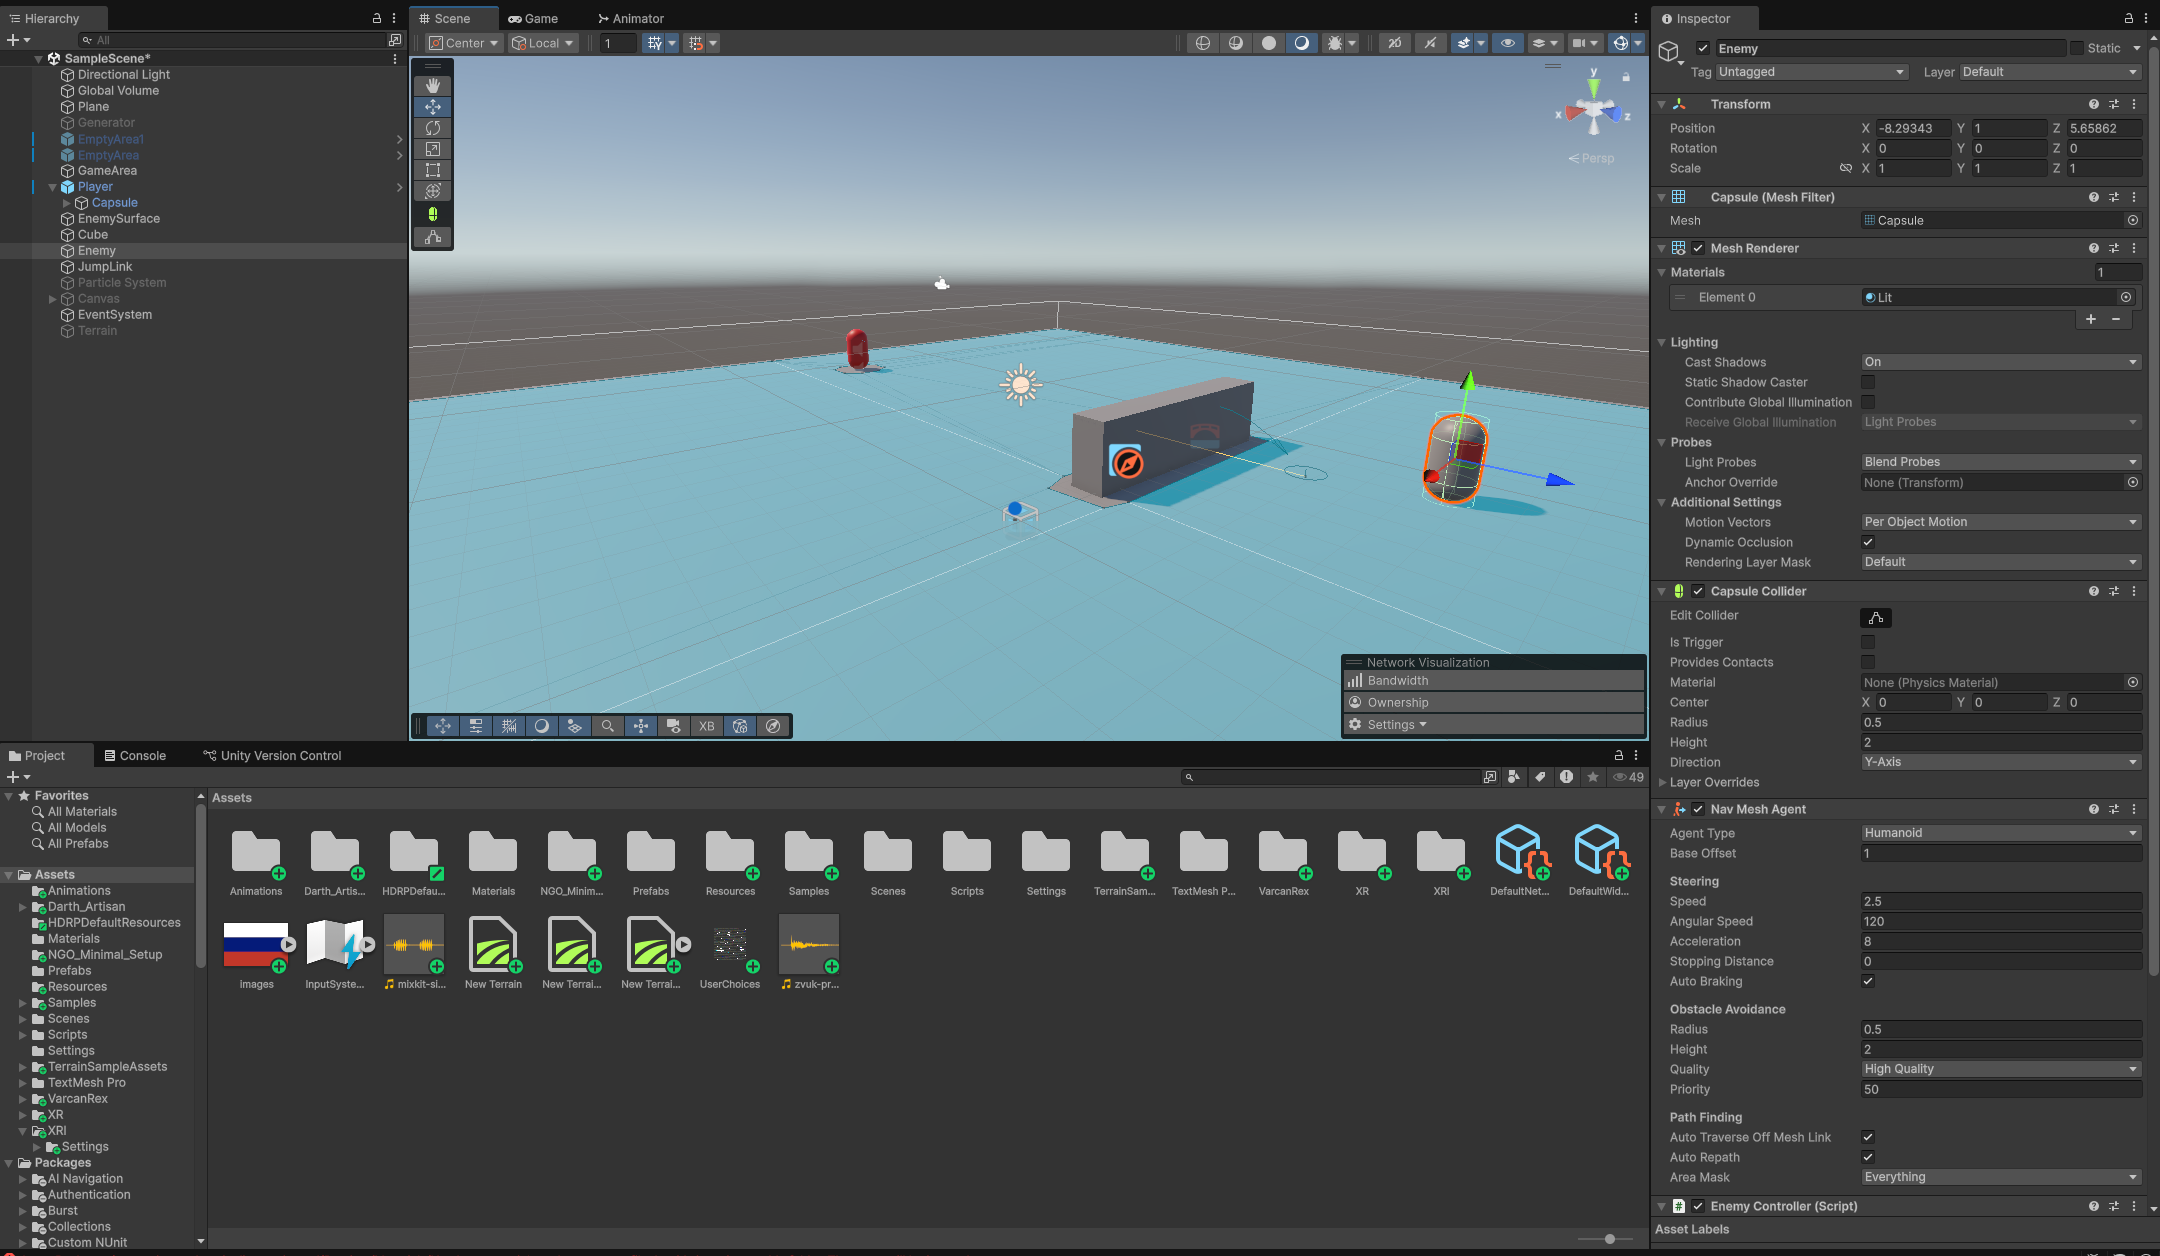 Hierarchy
All
SampleScene*
Directional Light
Global Volume
Plane
Generator
EmptyArea1
EmptyArea
GameArea
Player
Capsule
EnemySurface
Cube
Enemy
JumpLink
Particle System
Canvas
EventSystem
Terrain
Scene
Game
Animator
Center
Local
1
2D
y
x
z
Persp
Network Visualization
Bandwidth
Ownership
Settings
XB
Project
Console
Unity Version Control
49
Favorites
All Materials
All Models
All Prefabs
Assets
Animations
Darth_Artisan
HDRPDefaultResources
Materials
NGO_Minimal_Setup
Prefabs
Resources
Samples
Scenes
Scripts
Settings
TerrainSampleAssets
TextMesh Pro
VarcanRex
XR
XRI
Settings
Packages
AI Navigation
Authentication
Burst
Collections
Custom NUnit
Assets
Animations
Darth_Artis...
HDRPDefau...
Materials
NGO_Minim...
Prefabs
Resources
Samples
Scenes
Scripts
Settings
TerrainSam...
TextMesh P...
VarcanRex
XR
XRI
DefaultNet...
DefaultWid...
images
InputSyste...
mixkit-si...
New Terrain
New Terrai...
New Terrai...
UserChoices
zvuk-pr...
Inspector
Enemy
Static
Tag Untagged
Layer Default
Transform
Position X -8.29343 Y 1 Z 5.65862
Rotation X 0 Y 0 Z 0
Scale X 1 Y 1 Z 1
Capsule (Mesh Filter)
Mesh Capsule
Mesh Renderer
Materials 1
Element 0 Lit
Lighting
Cast Shadows On
Static Shadow Caster
Contribute Global Illumination
Receive Global Illumination Light Probes
Probes
Light Probes Blend Probes
Anchor Override None (Transform)
Additional Settings
Motion Vectors Per Object Motion
Dynamic Occlusion
Rendering Layer Mask Default
Capsule Collider
Edit Collider
Is Trigger
Provides Contacts
Material None (Physics Material)
Center X 0 Y 0 Z 0
Radius 0.5
Height 2
Direction Y-Axis
Layer Overrides
Nav Mesh Agent
Agent Type Humanoid
Base Offset 1
Steering
Speed 2.5
Angular Speed 120
Acceleration 8
Stopping Distance 0
Auto Braking
Obstacle Avoidance
Radius 0.5
Height 2
Quality High Quality
Priority 50
Path Finding
Auto Traverse Off Mesh Link
Auto Repath
Area Mask Everything
Enemy Controller (Script)
Asset Labels